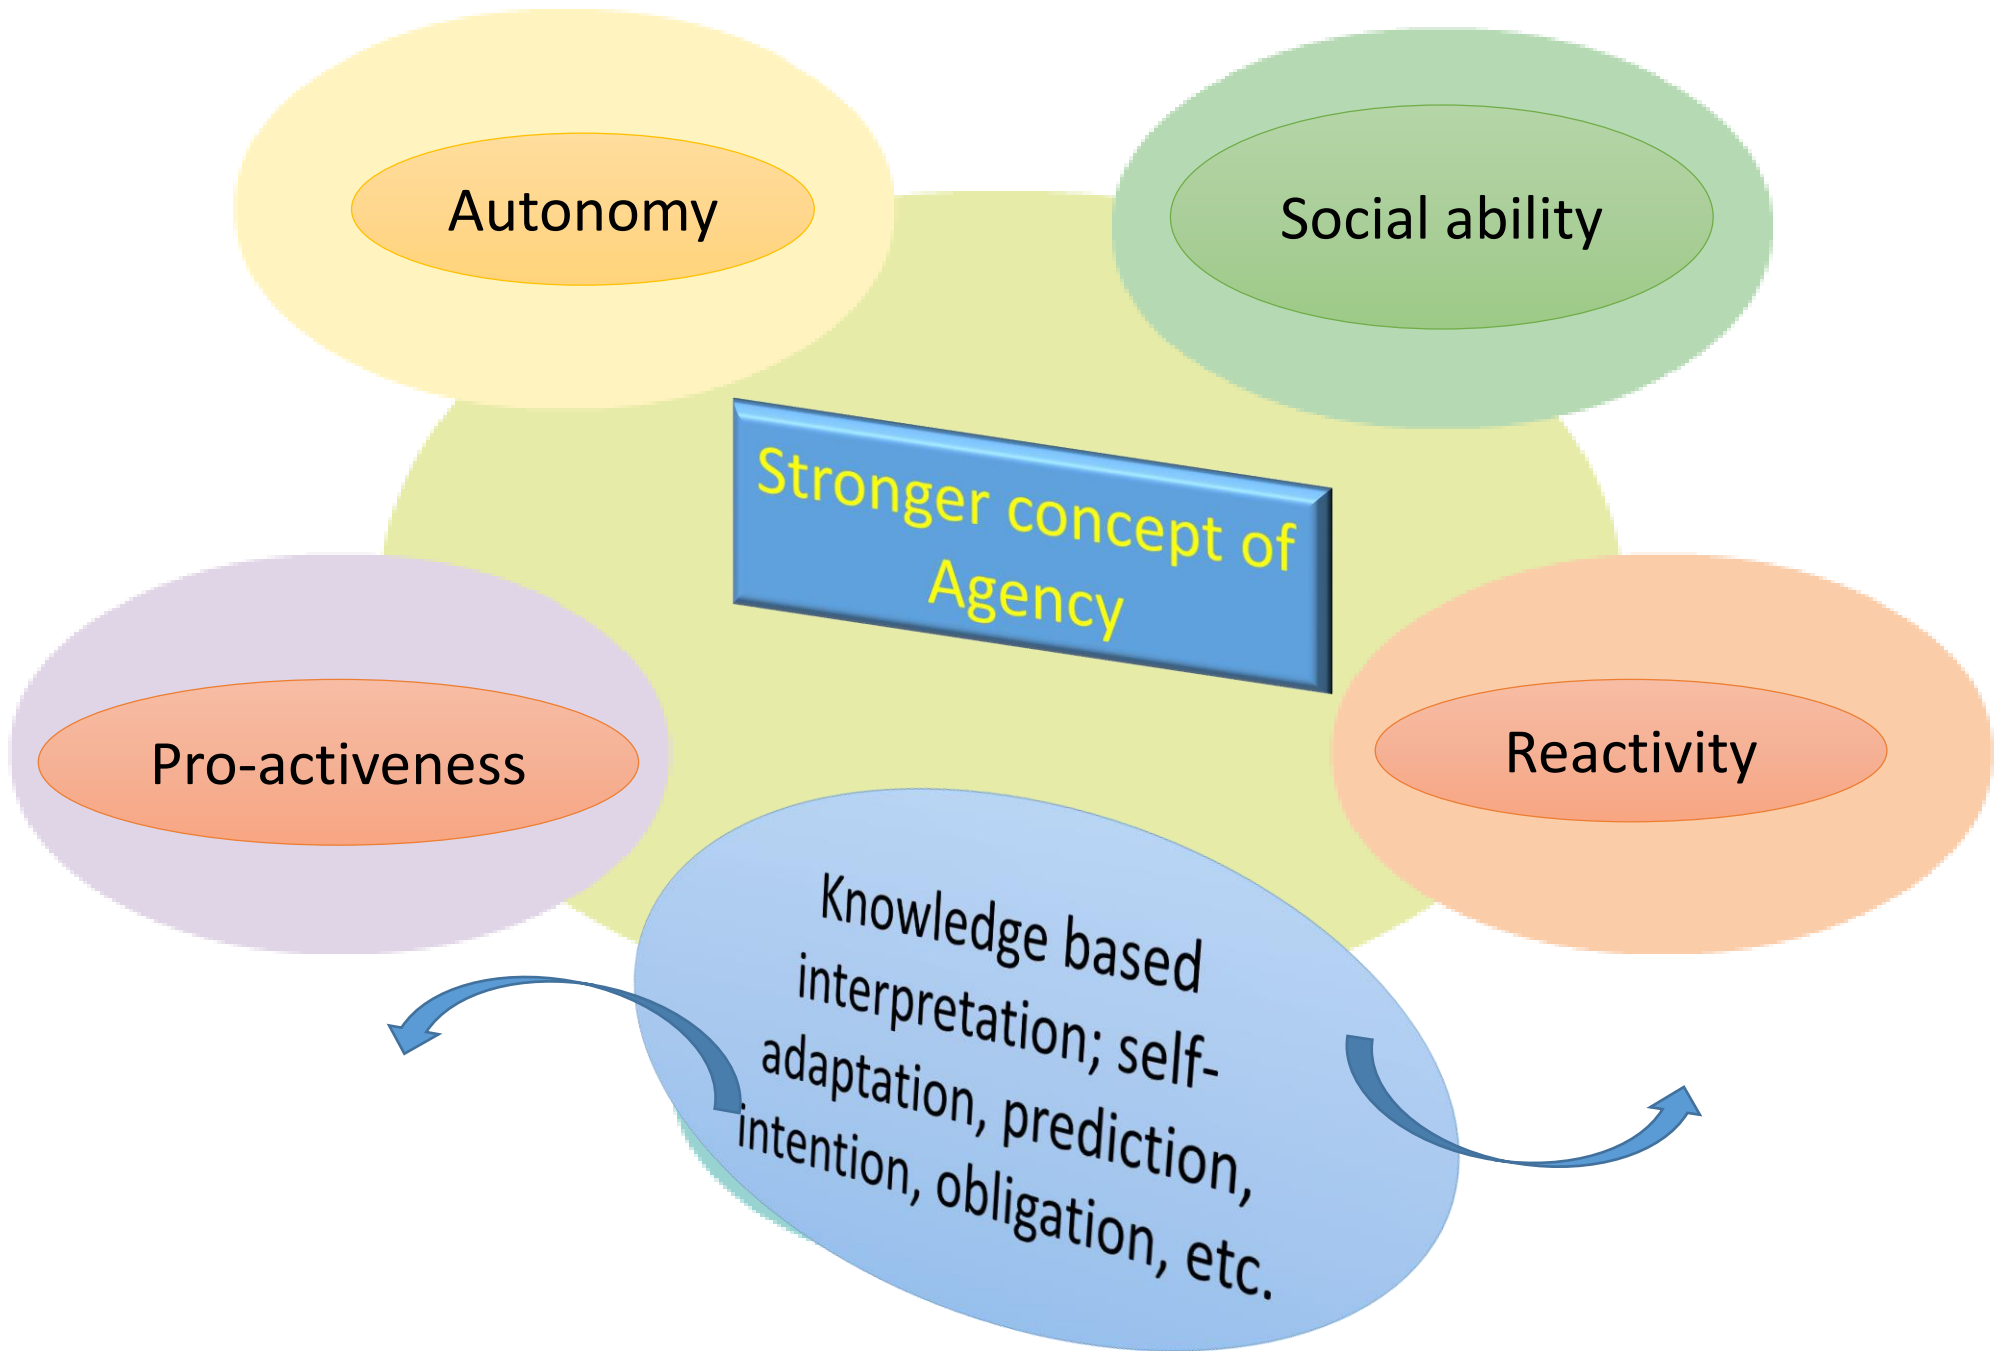 Autonomy
Social ability
Stronger concept of
Agency
Pro-activeness
Reactivity
Knowledge based
interpretation; self-
adaptation, prediction,
intention, obligation, etc.